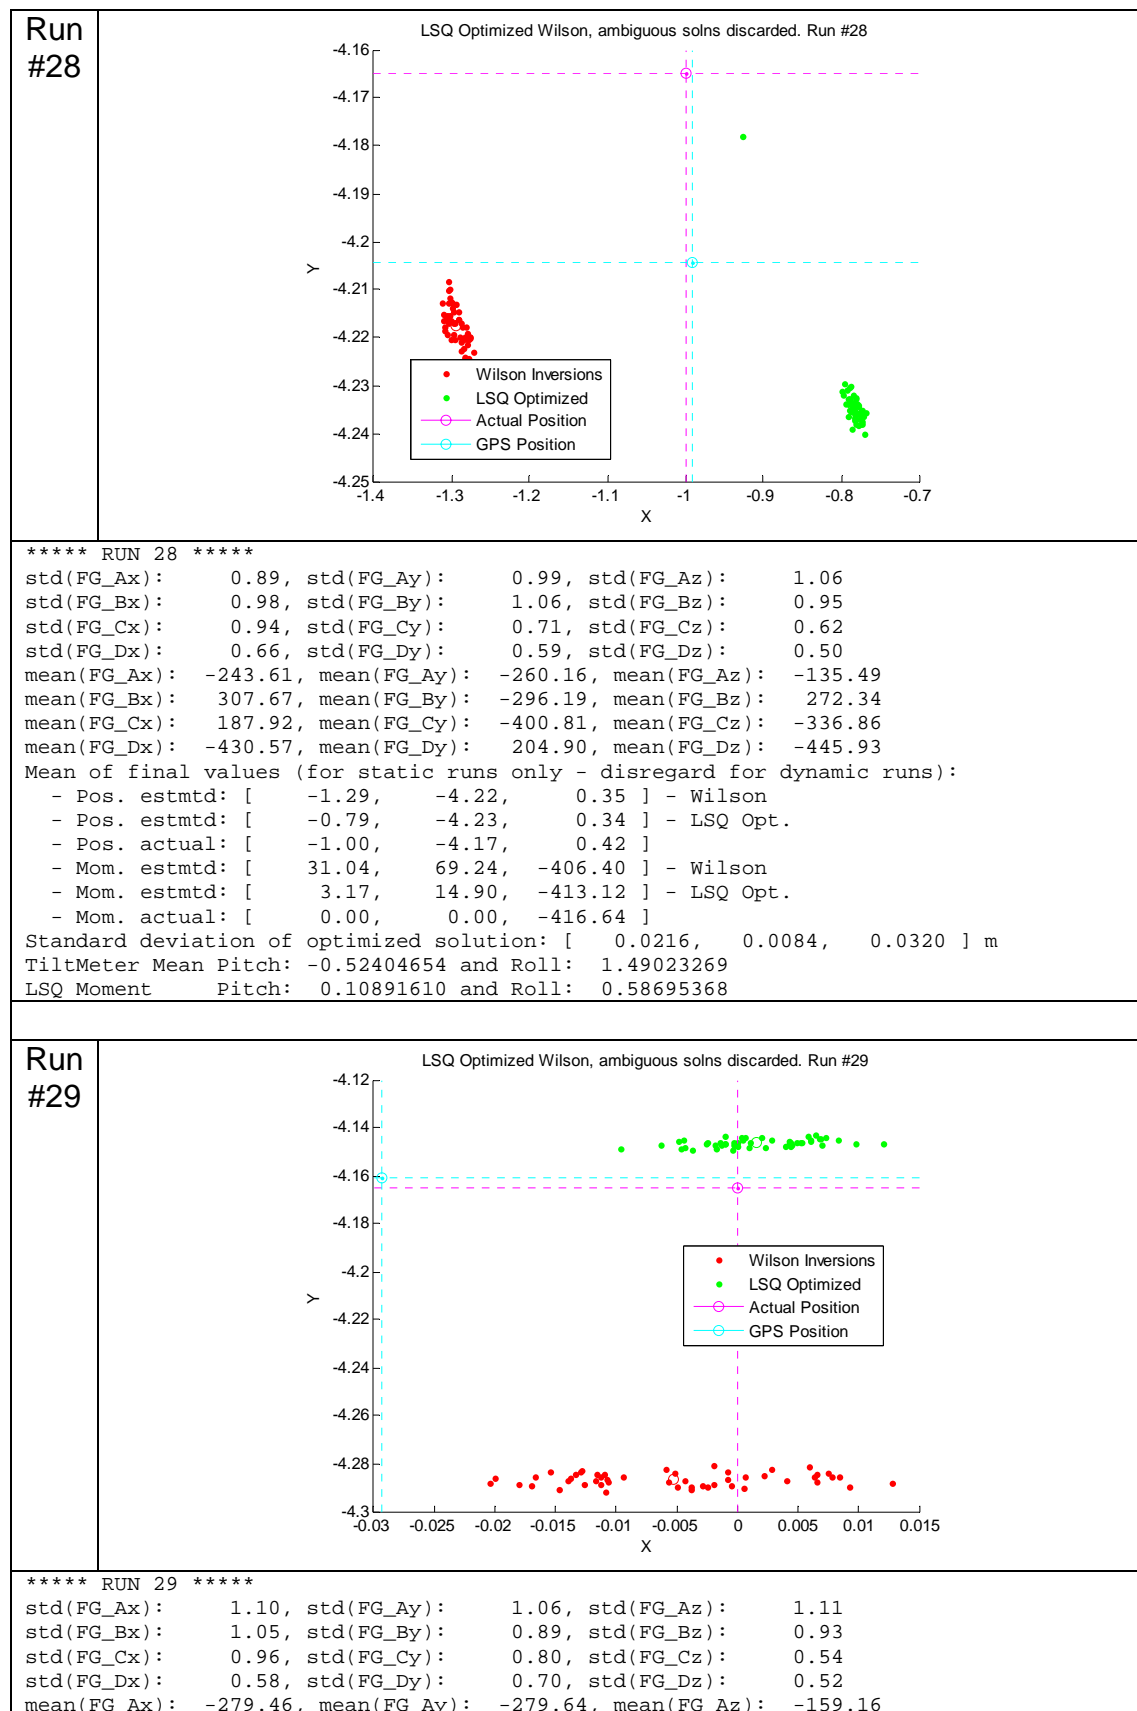 Run
#28
LSQ Optimized Wilson, ambiguous solns discarded. Run #28
-4.16
-4.17
-4.18
-4.19
-4.2
-4.21
-4.22
-4.23
-4.24
-4.25
Y
Wilson Inversions
LSQ Optimized
Actual Position
GPS Position
-1.4 -1.3 -1.2 -1.1 -1 -0.9 -0.8 -0.7
X
***** RUN 28 *****
std(FG_Ax): 0.89, std(FG_Ay): 0.99, std(FG_Az): 1.06
std(FG_Bx): 0.98, std(FG_By): 1.06, std(FG_Bz): 0.95
std(FG_Cx): 0.94, std(FG_Cy): 0.71, std(FG_Cz): 0.62
std(FG_Dx): 0.66, std(FG_Dy): 0.59, std(FG_Dz): 0.50
mean(FG_Ax): -243.61, mean(FG_Ay): -260.16, mean(FG_Az): -135.49
mean(FG_Bx): 307.67, mean(FG_By): -296.19, mean(FG_Bz): 272.34
mean(FG_Cx): 187.92, mean(FG_Cy): -400.81, mean(FG_Cz): -336.86
mean(FG_Dx): -430.57, mean(FG_Dy): 204.90, mean(FG_Dz): -445.93
Mean of final values (for static runs only - disregard for dynamic runs):
- Pos. estmtd: [ -1.29, -4.22, 0.35 ] - Wilson
- Pos. estmtd: [ -0.79, -4.23, 0.34 ] - LSQ Opt.
- Pos. actual: [ -1.00, -4.17, 0.42 ]
- Mom. estmtd: [ 31.04, 69.24, -406.40 ] - Wilson
- Mom. estmtd: [ 3.17, 14.90, -413.12 ] - LSQ Opt.
- Mom. actual: [ 0.00, 0.00, -416.64 ]
Standard deviation of optimized solution: [ 0.0216, 0.0084, 0.0320 ] m
TiltMeter Mean Pitch: -0.52404654 and Roll: 1.49023269
LSQ Moment Pitch: 0.10891610 and Roll: 0.58695368
Run
#29
LSQ Optimized Wilson, ambiguous solns discarded. Run #29
-4.12
-4.14
-4.16
-4.18
-4.2
-4.22
-4.24
-4.26
-4.28
-4.3
Y
Wilson Inversions
LSQ Optimized
Actual Position
GPS Position
-0.03 -0.025 -0.02 -0.015 -0.01 -0.005 0 0.005 0.01 0.015
X
***** RUN 29 *****
std(FG_Ax): 1.10, std(FG_Ay): 1.06, std(FG_Az): 1.11
std(FG_Bx): 1.05, std(FG_By): 0.89, std(FG_Bz): 0.93
std(FG_Cx): 0.96, std(FG_Cy): 0.80, std(FG_Cz): 0.54
std(FG_Dx): 0.58, std(FG_Dy): 0.70, std(FG_Dz): 0.52
mean(FG_Ax): -279.46, mean(FG_Ay): -279.64, mean(FG_Az): -159.16